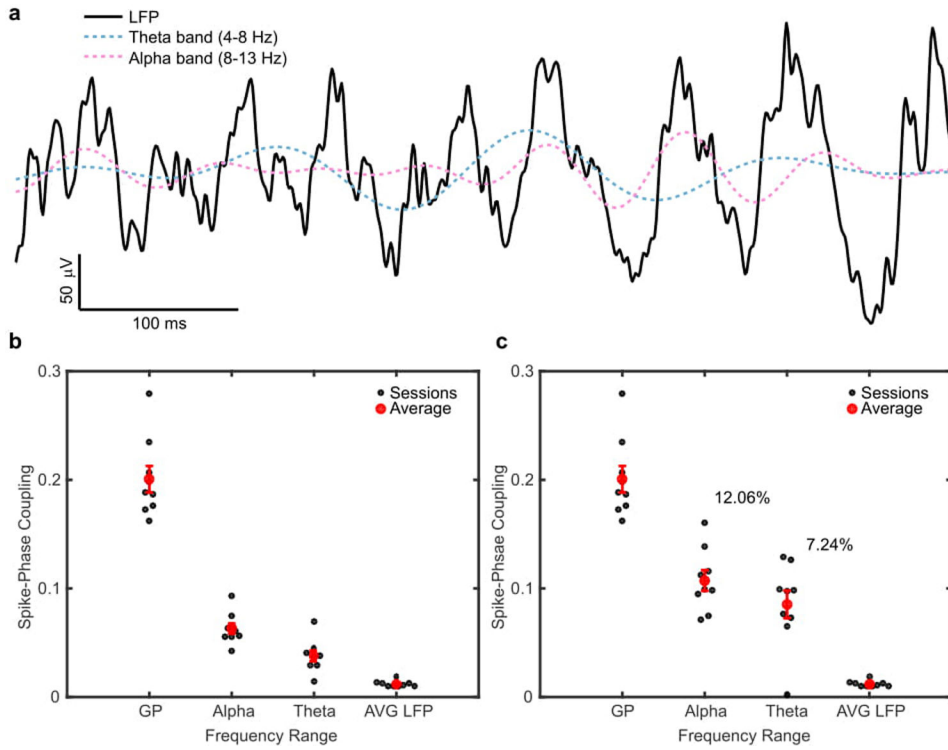 a
LFP
Theta band (4-8 Hz)
Alpha band (8-13 Hz)
50 μV
100 ms
b
0.3
0.2
0.1
0
Spike-Phase Coupling
Sessions
Average
GP
Alpha
Theta
AVG LFP
Frequency Range
c
0.3
0.2
0.1
0
Spike-Phsae Coupling
Sessions
Average
12.06%
7.24%
GP
Alpha
Theta
AVG LFP
Frequency Range